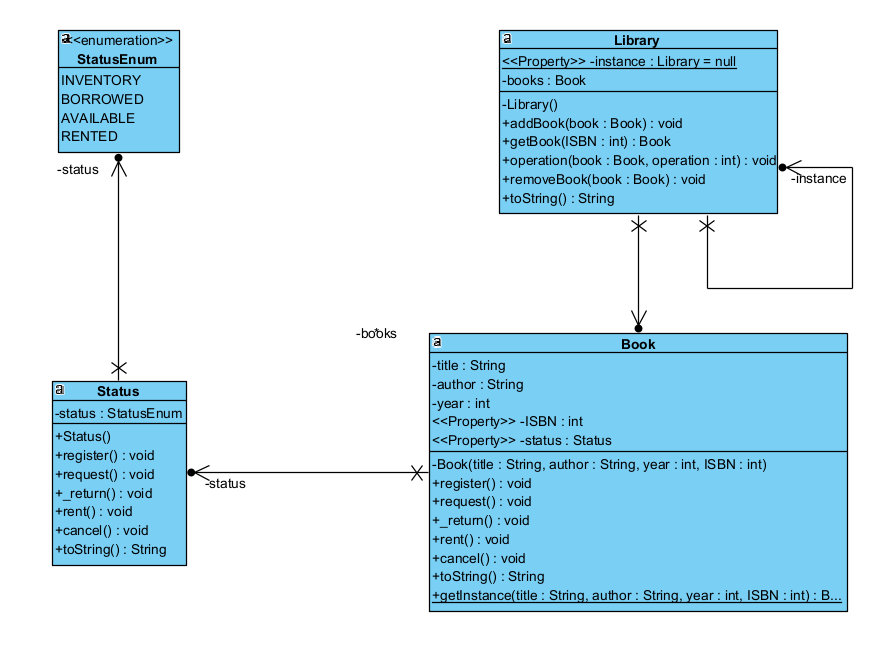 <<enumeration>>
StatusEnum
INVENTORY
BORROWED
AVAILABLE
RENTED
-status
Library
<<Property>> -instance : Library = null
-books : Book
-Library()
+addBook(book : Book) : void
+getBook(ISBN : int) : Book
+operation(book : Book, operation : int) : void
+removeBook(book : Book) : void
+toString() : String
-instance
-books
*
Book
-title : String
-author : String
-year : int
<<Property>> -ISBN : int
<<Property>> -status : Status
-Book(title : String, author : String, year : int, ISBN : int)
+register() : void
+request() : void
+_return() : void
+rent() : void
+cancel() : void
+toString() : String
+getInstance(title : String, author : String, year : int, ISBN : int) : B...
Status
-status : StatusEnum
+Status()
+register() : void
+request() : void
+_return() : void
+rent() : void
+cancel() : void
+toString() : String
-status